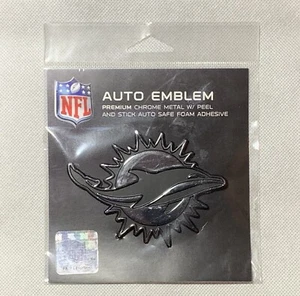 NFL
AUTO EMBLEM
PREMIUM CHROME METAL W/ PEEL
AND STICK AUTO SAFE FOAM ADHESIVE